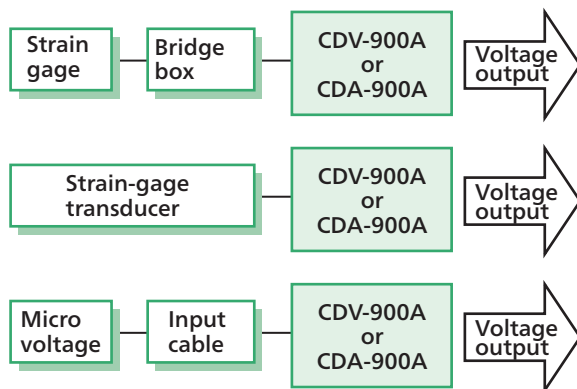 Strain
gage
Bridge
box
CDV-900A
or
CDA-900A
Voltage
output
Strain-gage
transducer
CDV-900A
or
CDA-900A
Voltage
output
Micro
voltage
Input
cable
CDV-900A
or
CDA-900A
Voltage
output